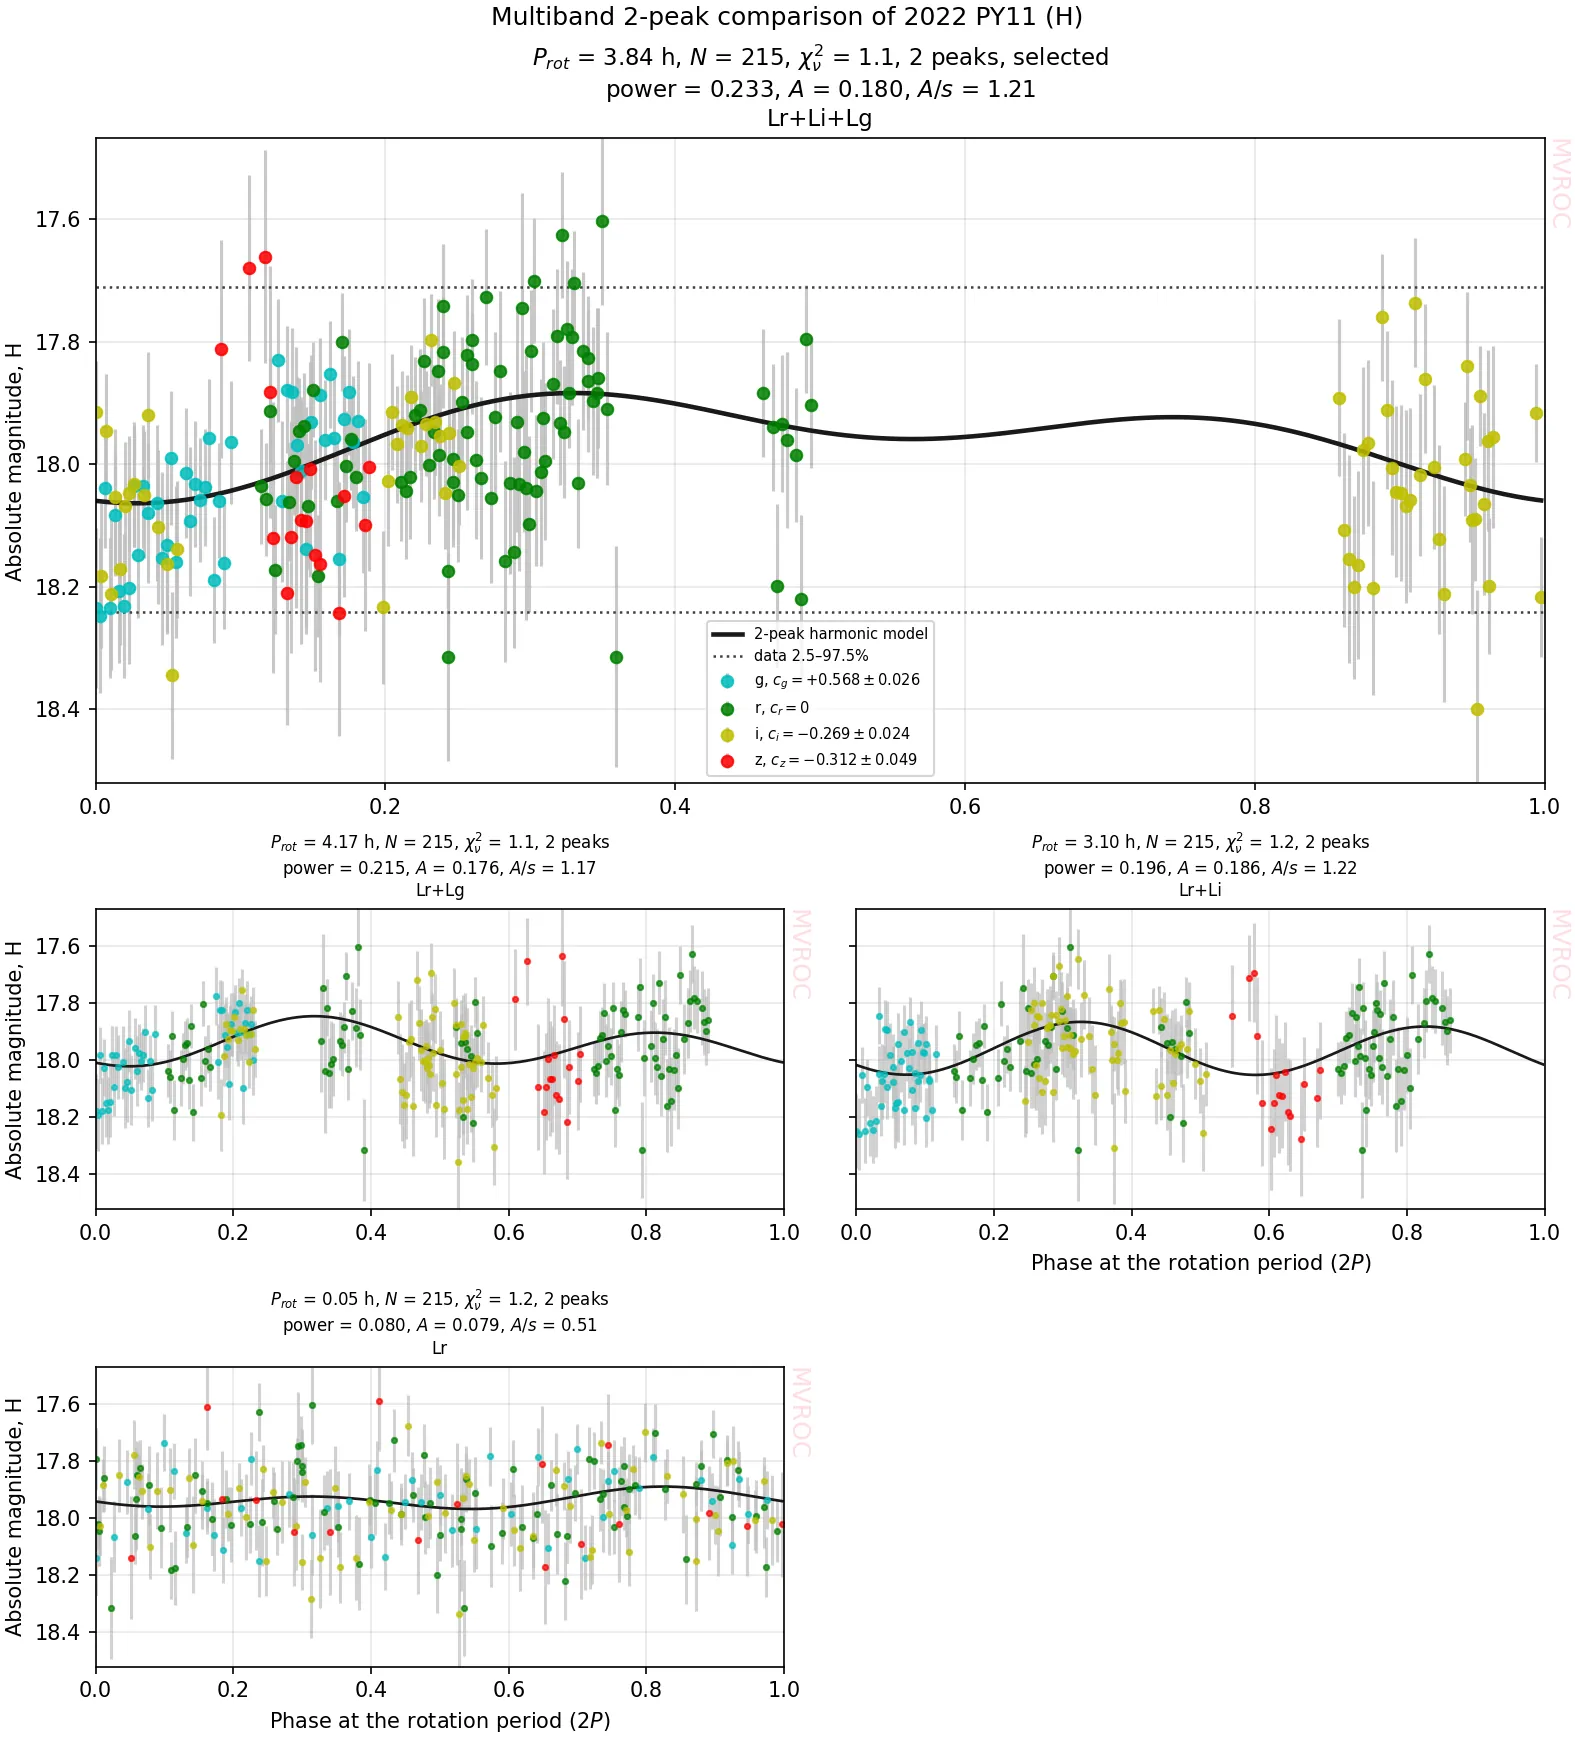 Multiband 2-peak comparison of 2022 PY11 (H)
P_rot = 3.84 h, N = 215, χ²_ν = 1.1, 2 peaks, selected
power = 0.233, A = 0.180, A/s = 1.21
Lr+Li+Lg
MVROC
Absolute magnitude, H
17.6
17.8
18.0
18.2
18.4
2-peak harmonic model
data 2.5–97.5%
g, c_g = +0.568 ± 0.026
r, c_r = 0
i, c_i = −0.269 ± 0.024
z, c_z = −0.312 ± 0.049
0.0 0.2 0.4 0.6 0.8 1.0
P_rot = 4.17 h, N = 215, χ²_ν = 1.1, 2 peaks
power = 0.215, A = 0.176, A/s = 1.17
Lr+Lg
MVROC
Absolute magnitude, H
17.6
17.8
18.0
18.2
18.4
0.0 0.2 0.4 0.6 0.8 1.0
P_rot = 3.10 h, N = 215, χ²_ν = 1.2, 2 peaks
power = 0.196, A = 0.186, A/s = 1.22
Lr+Li
MVROC
0.0 0.2 0.4 0.6 0.8 1.0
Phase at the rotation period (2P)
P_rot = 0.05 h, N = 215, χ²_ν = 1.2, 2 peaks
power = 0.080, A = 0.079, A/s = 0.51
Lr
MVROC
Absolute magnitude, H
17.6
17.8
18.0
18.2
18.4
0.0 0.2 0.4 0.6 0.8 1.0
Phase at the rotation period (2P)